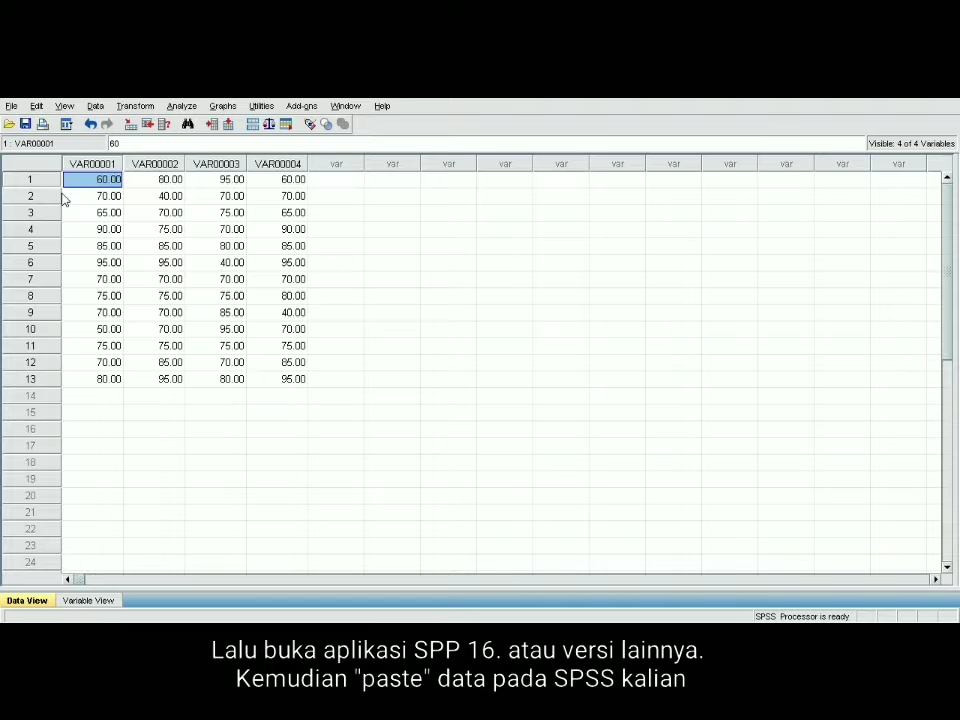 File Edit View Data Transform Analyze Graphs Utilities Add-ons Window Help
1 : VAR00001 60 Visible: 4 of 4 Variables
VAR00001 VAR00002 VAR00003 VAR00004 var var var var var var var var var var var
1 60.00 80.00 95.00 60.00
2 70.00 40.00 70.00 70.00
3 65.00 70.00 75.00 65.00
4 90.00 75.00 70.00 90.00
5 85.00 85.00 80.00 85.00
6 95.00 95.00 40.00 95.00
7 70.00 70.00 70.00 70.00
8 75.00 75.00 75.00 80.00
9 70.00 70.00 85.00 40.00
10 50.00 70.00 95.00 70.00
11 75.00 75.00 75.00 75.00
12 70.00 85.00 70.00 85.00
13 80.00 95.00 80.00 95.00
14
15
16
17
18
19
20
21
22
23
24
Data View Variable View
SPSS Processor is ready
Lalu buka aplikasi SPP 16. atau versi lainnya.
Kemudian "paste" data pada SPSS kalian